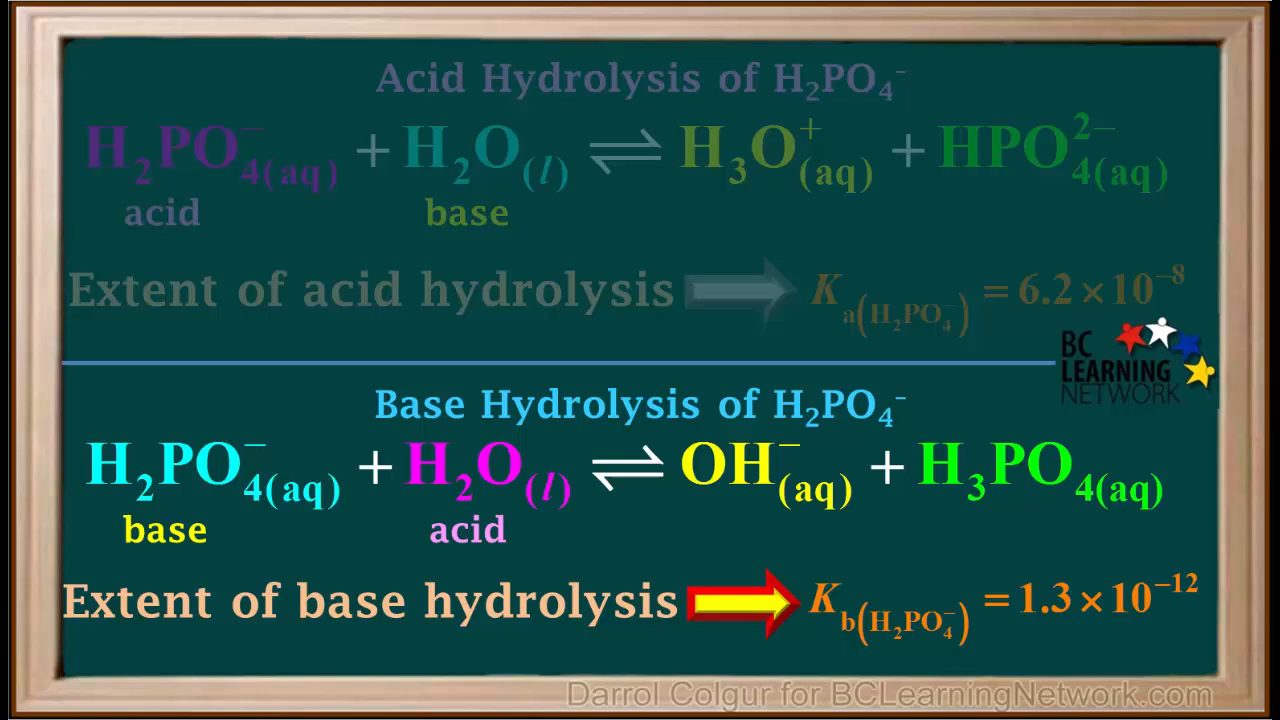 Acid Hydrolysis of H₂PO₄⁻
H₂PO₄⁻(aq) + H₂O(l) ⇌ H₃O⁺(aq) + HPO₄²⁻(aq)
acid base
Extent of acid hydrolysis Kₐ(H₂PO₄⁻) = 6.2 × 10⁻⁸
BC
LEARNING
NETWORK
Base Hydrolysis of H₂PO₄⁻
H₂PO₄⁻(aq) + H₂O(l) ⇌ OH⁻(aq) + H₃PO₄(aq)
base acid
Extent of base hydrolysis K_b(H₂PO₄⁻) = 1.3 × 10⁻¹²
Darrol Colgur for BCLearningNetwork.com